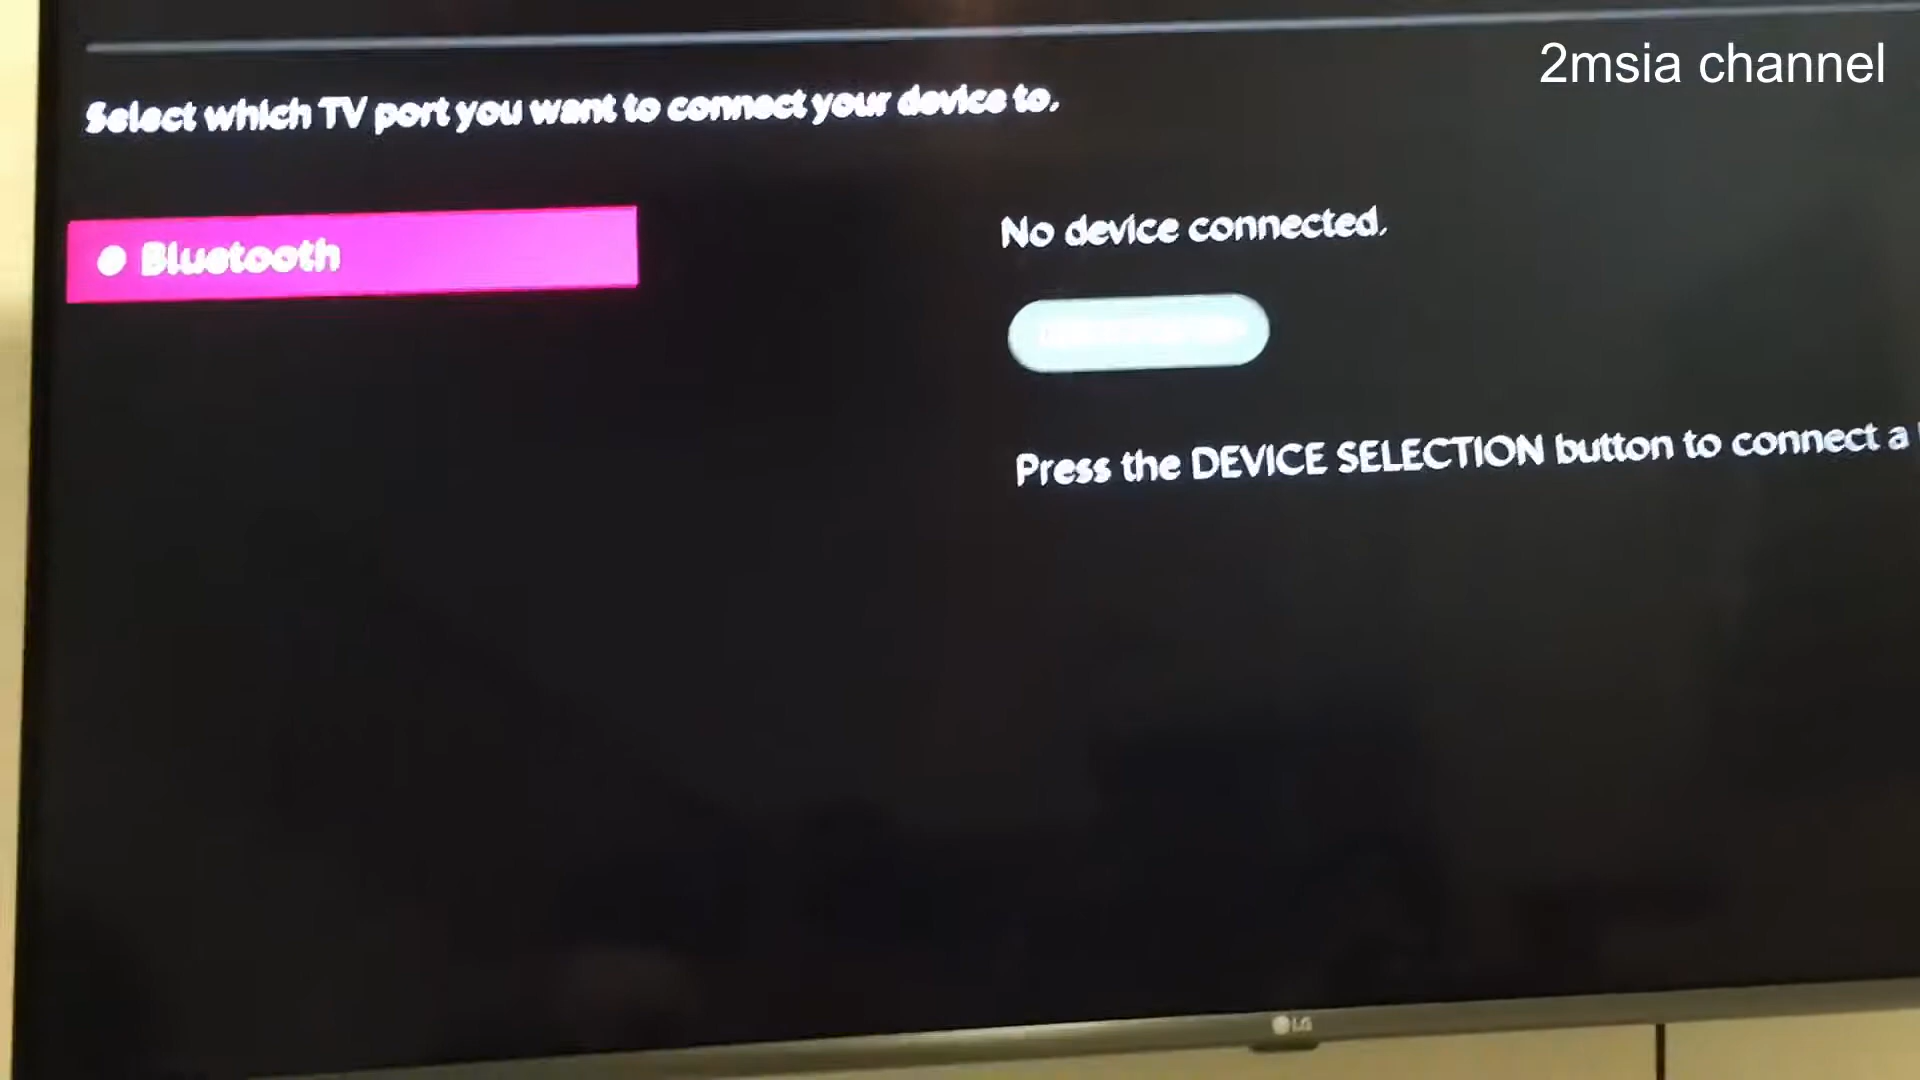 2msia channel
Select which TV port you want to connect your device to.
Bluetooth
No device connected.
Press the DEVICE SELECTION button to connect a
LG